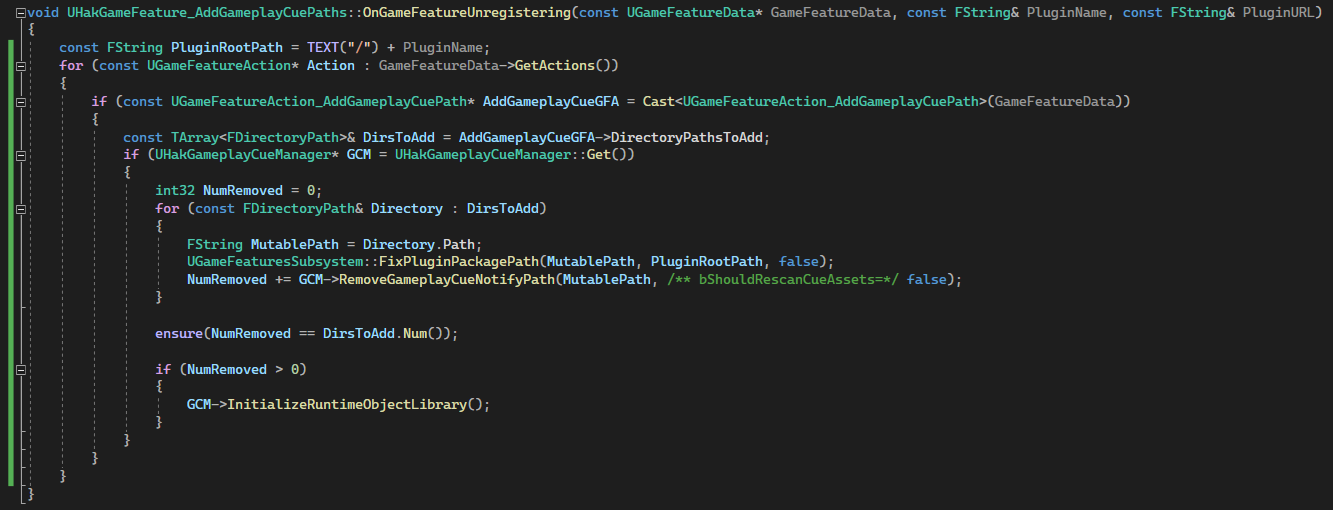 void UHakGameFeature_AddGameplayCuePaths::OnGameFeatureUnregistering(const UGameFeatureData* GameFeatureData, const FString& PluginName, const FString& PluginURL)
{
    const FString PluginRootPath = TEXT("/") + PluginName;
    for (const UGameFeatureAction* Action : GameFeatureData->GetActions())
    {
        if (const UGameFeatureAction_AddGameplayCuePath* AddGameplayCueGFA = Cast<UGameFeatureAction_AddGameplayCuePath>(GameFeatureData))
        {
            const TArray<FDirectoryPath>& DirsToAdd = AddGameplayCueGFA->DirectoryPathsToAdd;
            if (UHakGameplayCueManager* GCM = UHakGameplayCueManager::Get())
            {
                int32 NumRemoved = 0;
                for (const FDirectoryPath& Directory : DirsToAdd)
                {
                    FString MutablePath = Directory.Path;
                    UGameFeaturesSubsystem::FixPluginPackagePath(MutablePath, PluginRootPath, false);
                    NumRemoved += GCM->RemoveGameplayCueNotifyPath(MutablePath, /** bShouldRescanCueAssets=*/ false);
                }

                ensure(NumRemoved == DirsToAdd.Num());

                if (NumRemoved > 0)
                {
                    GCM->InitializeRuntimeObjectLibrary();
                }
            }
        }
    }
}